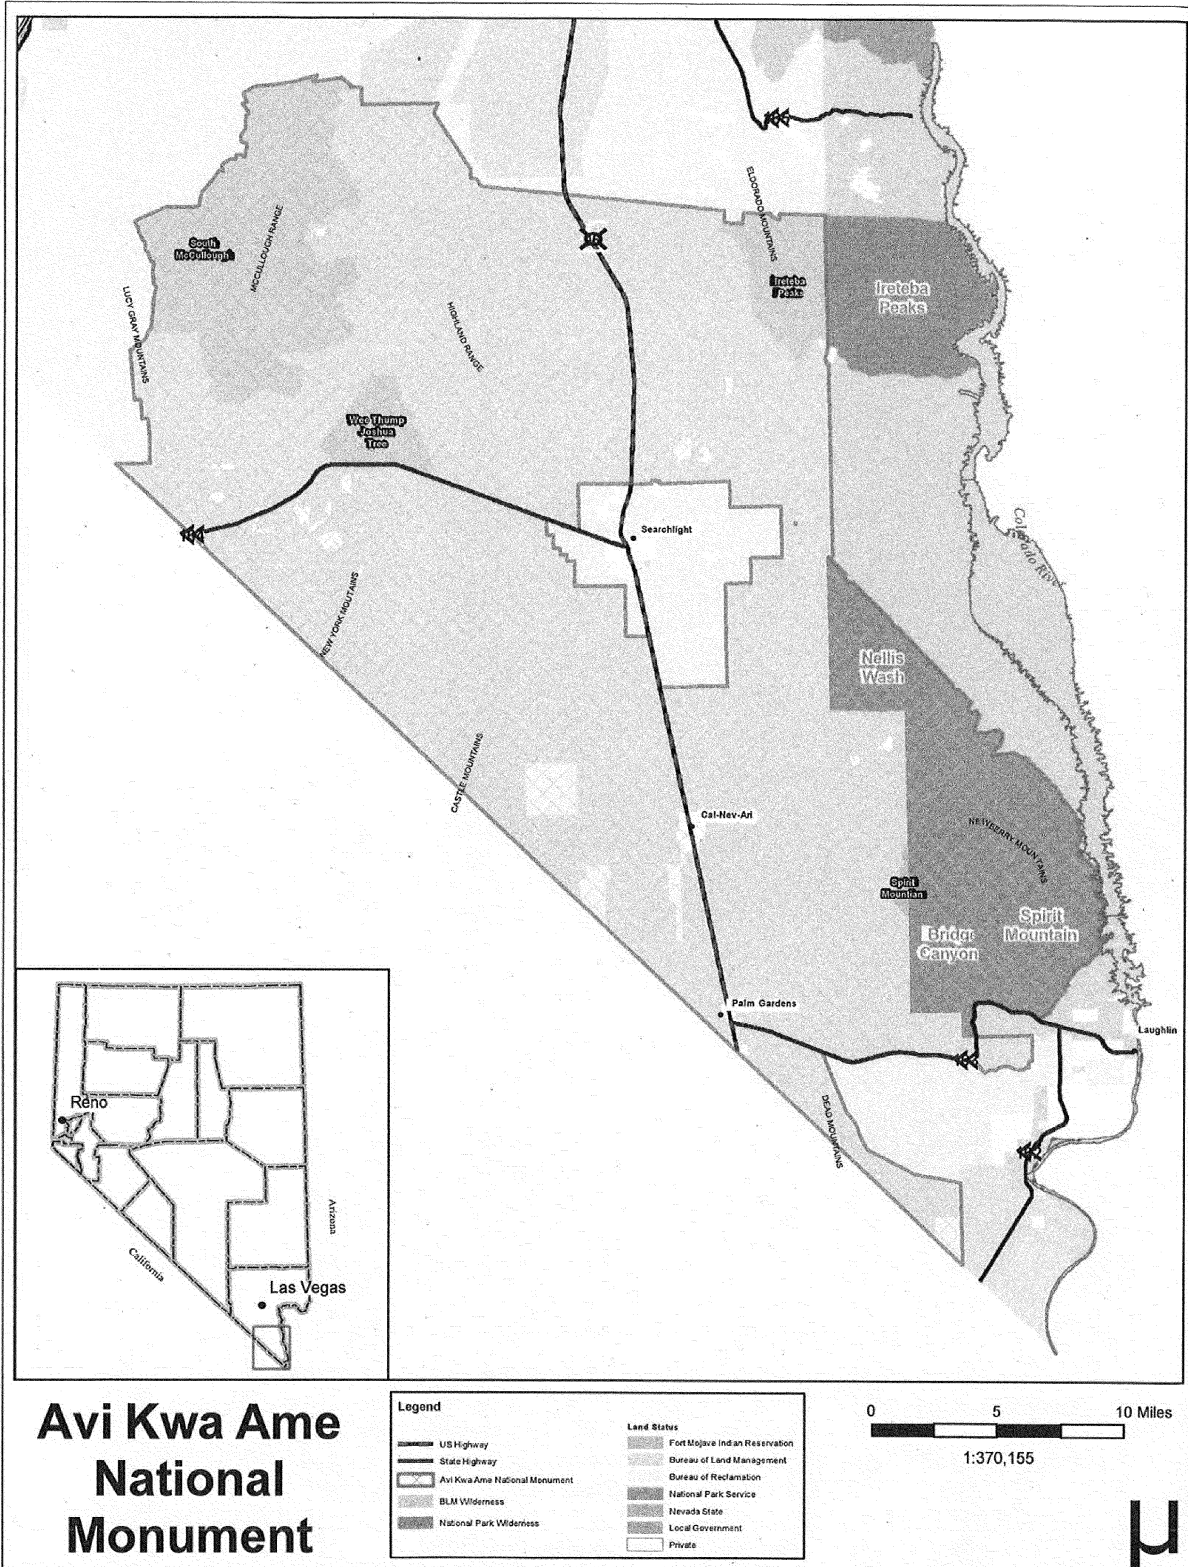 ELDORADO MOUNTAINS
South
McCullough
MCCULLOUGH RANGE
Ireteba
Peaks
Ireteba
Peaks
LUCY GRAY MOUNTAINS
HIGHLAND RANGE
Wee Thump
Joshua
Tree
Searchlight
Colorado River
NEW YORK MOUTAINS
Nellis
Wash
CASTLE MOUNTAINS
Cal-Nev-Ari
NEWBERRY MOUNTAINS
Spirit
Mountian
Spirit
Mountain
Bridge
Canyon
Palm Gardens
Laughlin
DEAD MOUNTAINS
Reno
Arizona
California
Las Vegas
Avi Kwa Ame
National
Monument
Legend
US Highway
State Highway
Avi Kwa Ame National Monument
BLM Wilderness
National Park Wilderness
Land Status
Fort Mojave Indian Reservation
Bureau of Land Management
Bureau of Reclamation
National Park Service
Nevada State
Local Government
Private
0 5 10 Miles
1:370,155
µ